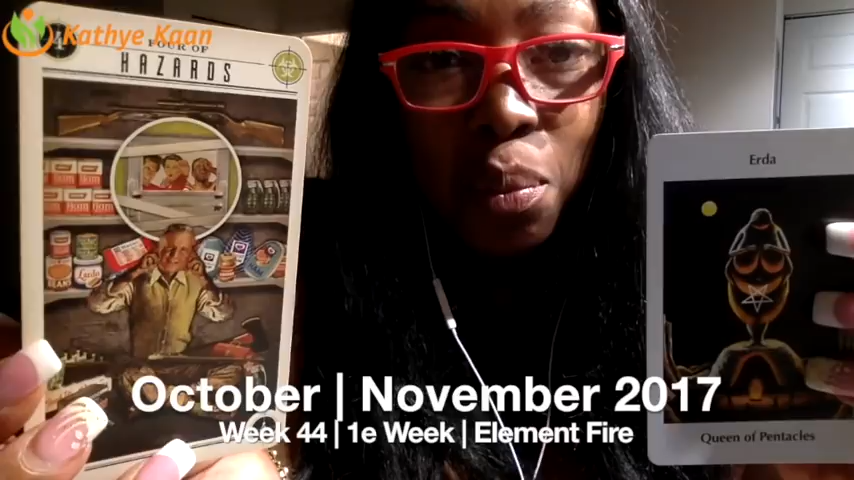 Kathye Kaan
FOUR OF
HAZARDS
Erda
October | November 2017
Week 44 | 1e Week | Element Fire
Queen of Pentacles